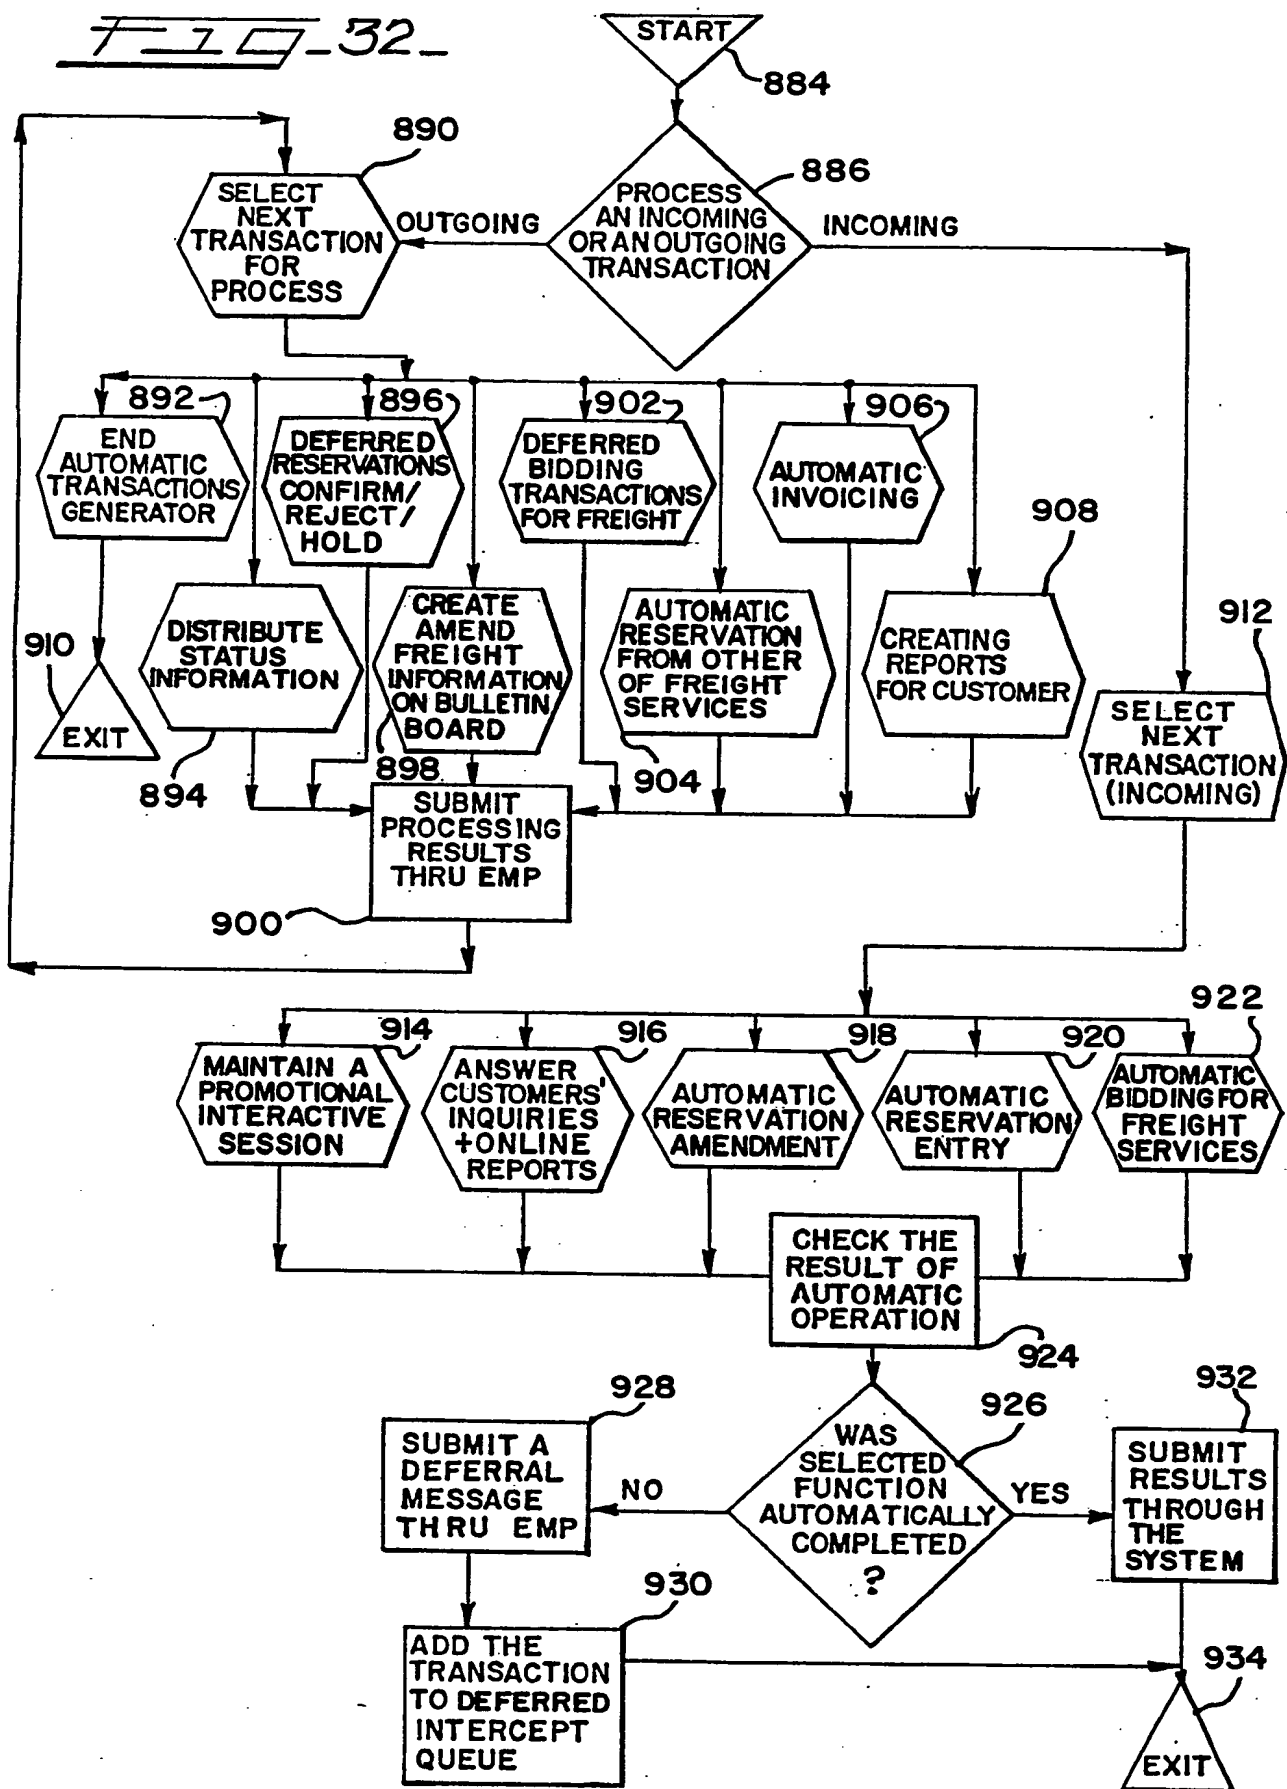 FIG-32-
START
884
890
886
SELECT
NEXT
TRANSACTION
FOR
PROCESS
OUTGOING
PROCESS
AN INCOMING
OR AN OUTGOING
TRANSACTION
INCOMING
892
END
AUTOMATIC
TRANSACTIONS
GENERATOR
896
DEFERRED
RESERVATIONS
CONFIRM/
REJECT/
HOLD
902
DEFERRED
BIDDING
TRANSACTIONS
FOR FREIGHT
906
AUTOMATIC
INVOICING
908
910
EXIT
DISTRIBUTE
STATUS
INFORMATION
894
CREATE
AMEND
FREIGHT
INFORMATION
ON BULLETIN
BOARD
898
AUTOMATIC
RESERVATION
FROM OTHER
OF FREIGHT
SERVICES
904
CREATING
REPORTS
FOR CUSTOMER
912
SELECT
NEXT
TRANSACTION
(INCOMING)
SUBMIT
PROCESSING
RESULTS
THRU EMP
900
914
MAINTAIN A
PROMOTIONAL
INTERACTIVE
SESSION
916
ANSWER
CUSTOMERS'
INQUIRIES
+ONLINE
REPORTS
918
AUTOMATIC
RESERVATION
AMENDMENT
920
AUTOMATIC
RESERVATION
ENTRY
922
AUTOMATIC
BIDDING FOR
FREIGHT
SERVICES
CHECK THE
RESULT OF
AUTOMATIC
OPERATION
924
928
SUBMIT A
DEFERRAL
MESSAGE
THRU EMP
NO
926
WAS
SELECTED
FUNCTION
AUTOMATICALLY
COMPLETED
?
YES
932
SUBMIT
RESULTS
THROUGH
THE
SYSTEM
930
ADD THE
TRANSACTION
TO DEFERRED
INTERCEPT
QUEUE
934
EXIT